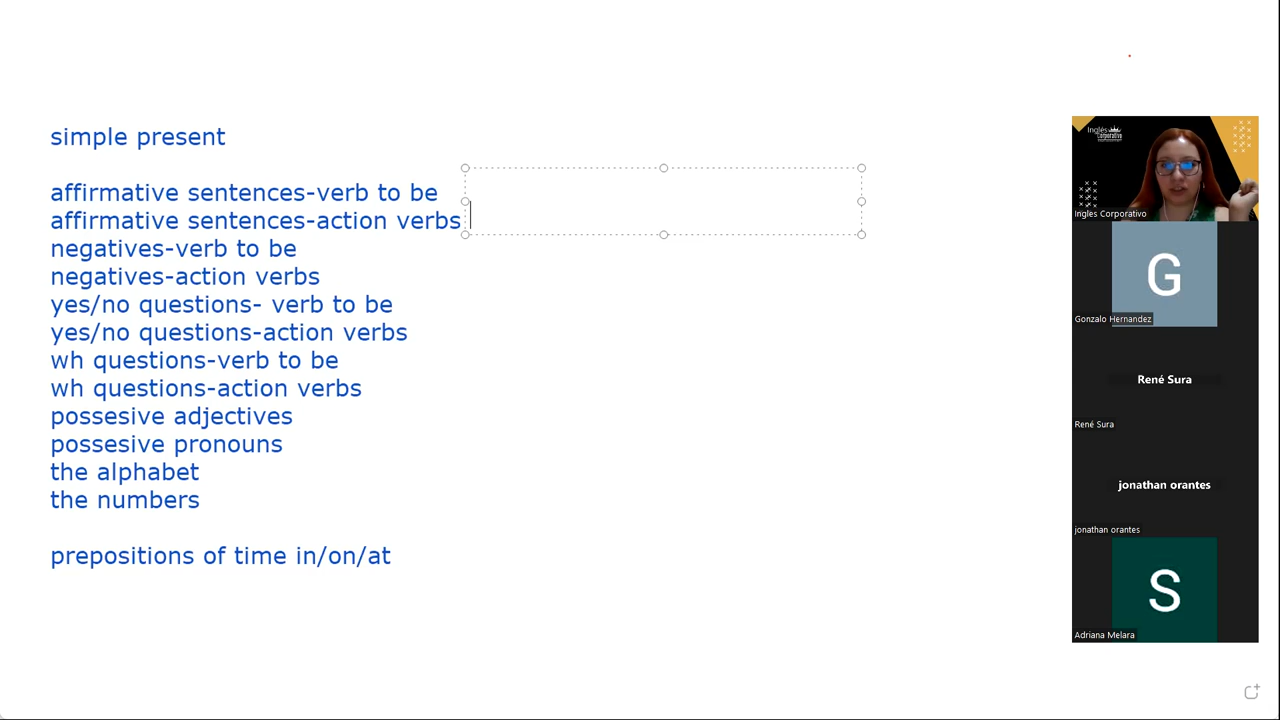 simple present
affirmative sentences-verb to be
affirmative sentences-action verbs
negatives-verb to be
negatives-action verbs
yes/no questions- verb to be
yes/no questions-action verbs
wh questions-verb to be
wh questions-action verbs
possesive adjectives
possesive pronouns
the alphabet
the numbers
prepositions of time in/on/at
Inglés
Corporativo
Ingles Corporativo
G
Gonzalo Hernandez
René Sura
René Sura
jonathan orantes
jonathan orantes
S
Adriana Melara